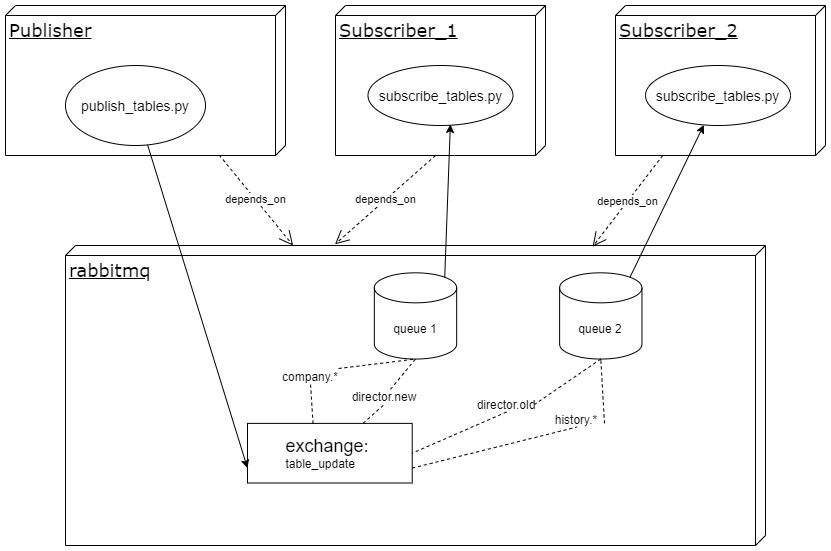 Publisher
Subscriber_1
Subscriber_2
publish_tables.py
subscribe_tables.py
subscribe_tables.py
depends_on
depends_on
depends_on
rabbitmq
queue 1
queue 2
company.*
director.new
director.old
history.*
exchange:
table_update